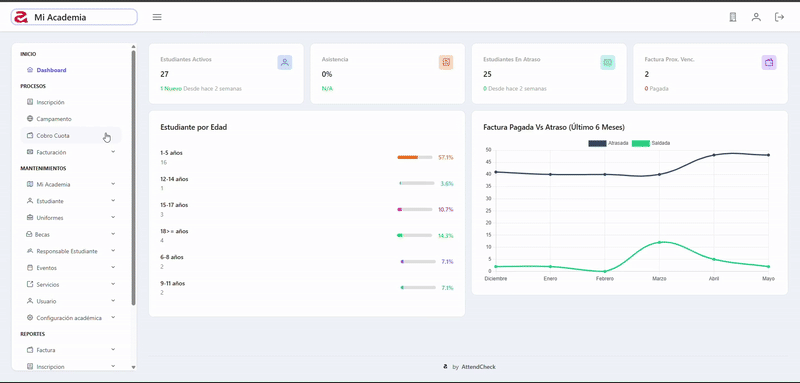 Mi Academia
INICIO
Dashboard
PROCESOS
Inscripción
Campamento
Cobro Cuota
Facturación
MANTENIMIENTOS
Mi Academia
Estudiante
Uniformes
Becas
Responsable Estudiante
Eventos
Servicios
Usuario
Configuración académica
REPORTES
Factura
Inscripcion
Estudiantes Activos
27
1 Nuevo Desde hace 2 semanas
Asistencia
0%
N/A
Estudiantes En Atraso
25
0 Desde hace 2 semanas
Factura Prox. Venc.
2
0 Pagada
Estudiante por Edad
1-5 años
16
57.1%
12-14 años
1
3.6%
15-17 años
3
10.7%
18>= años
4
14.3%
6-8 años
2
7.1%
9-11 años
2
7.1%
Factura Pagada Vs Atraso (Último 6 Meses)
Atrasada Saldada
50
45
40
35
30
25
20
15
10
5
0
Diciembre Enero Febrero Marzo Abril Mayo
by AttendCheck